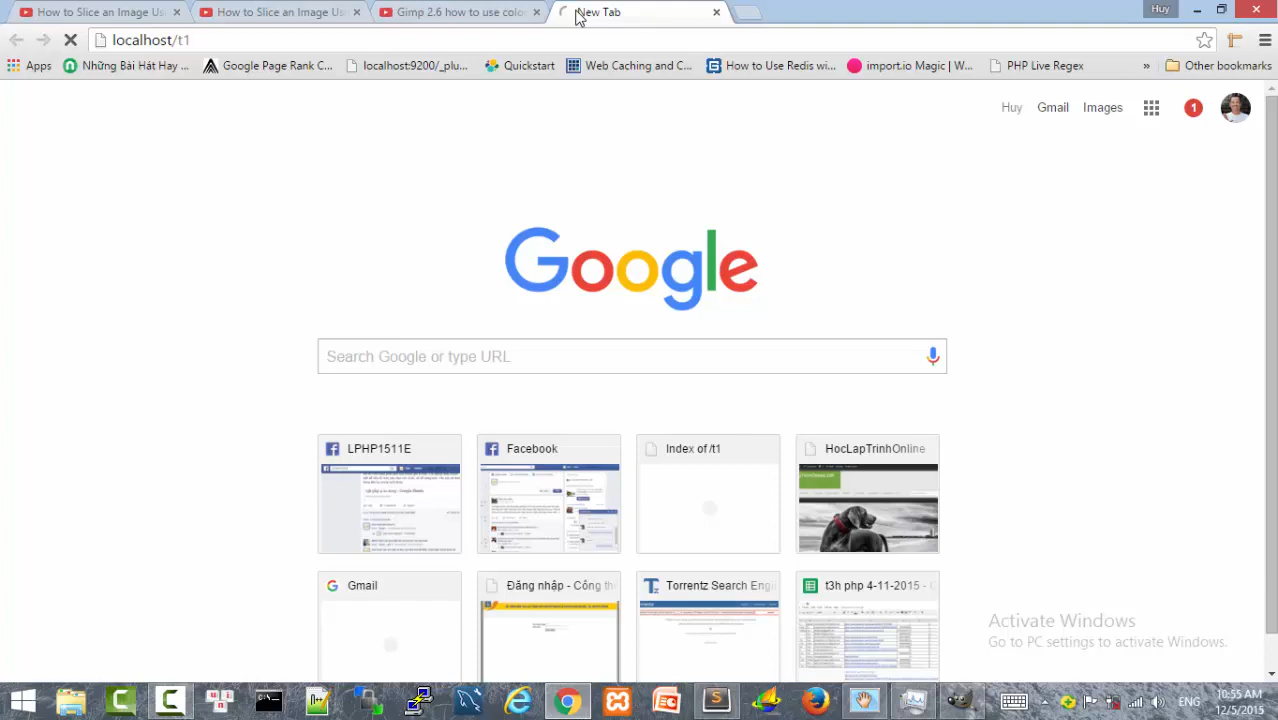 How to Slice an Image Us
How to Slice an Image Us
Gimp 2.6 how to use colo
New Tab
Huy
localhost/t1
Apps
Những Bài Hát Hay ...
Google Page Rank C...
localhost:9200/_plu...
Quickstart
Web Caching and C...
How to Use Redis wi...
import.io Magic | W...
PHP Live Regex
»
Other bookmarks
Huy
Gmail
Images
1
Google
Search Google or type URL
LPHP1511E
Facebook
Index of /t1
HocLapTrinhOnline
Gmail
Đăng nhập - Công th
Torrentz Search Engi
t3h php 4-11-2015 -
Activate Windows
Go to PC settings to activate Windows.
ENG
10:55 AM
12/5/2015